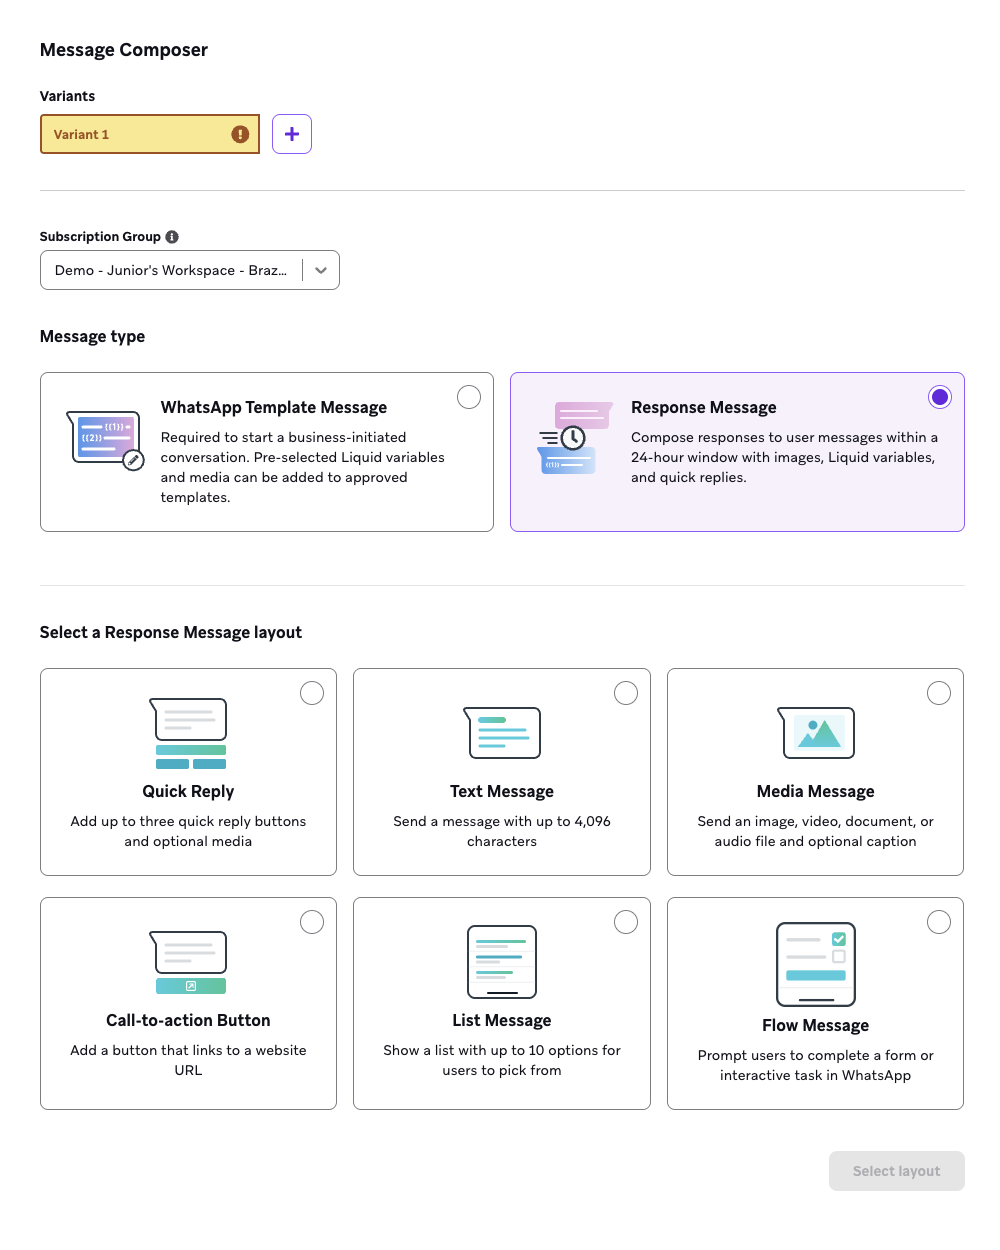 Message Composer
Variants
Variant 1
Subscription Group
Demo - Junior's Workspace - Braz...
Message type
WhatsApp Template Message
Required to start a business-initiated
conversation. Pre-selected Liquid variables
and media can be added to approved
templates.
Response Message
Compose responses to user messages within a
24-hour window with images, Liquid variables,
and quick replies.
Select a Response Message layout
Quick Reply
Add up to three quick reply buttons
and optional media
Text Message
Send a message with up to 4,096
characters
Media Message
Send an image, video, document, or
audio file and optional caption
Call-to-action Button
Add a button that links to a website
URL
List Message
Show a list with up to 10 options for
users to pick from
Flow Message
Prompt users to complete a form or
interactive task in WhatsApp
Select layout